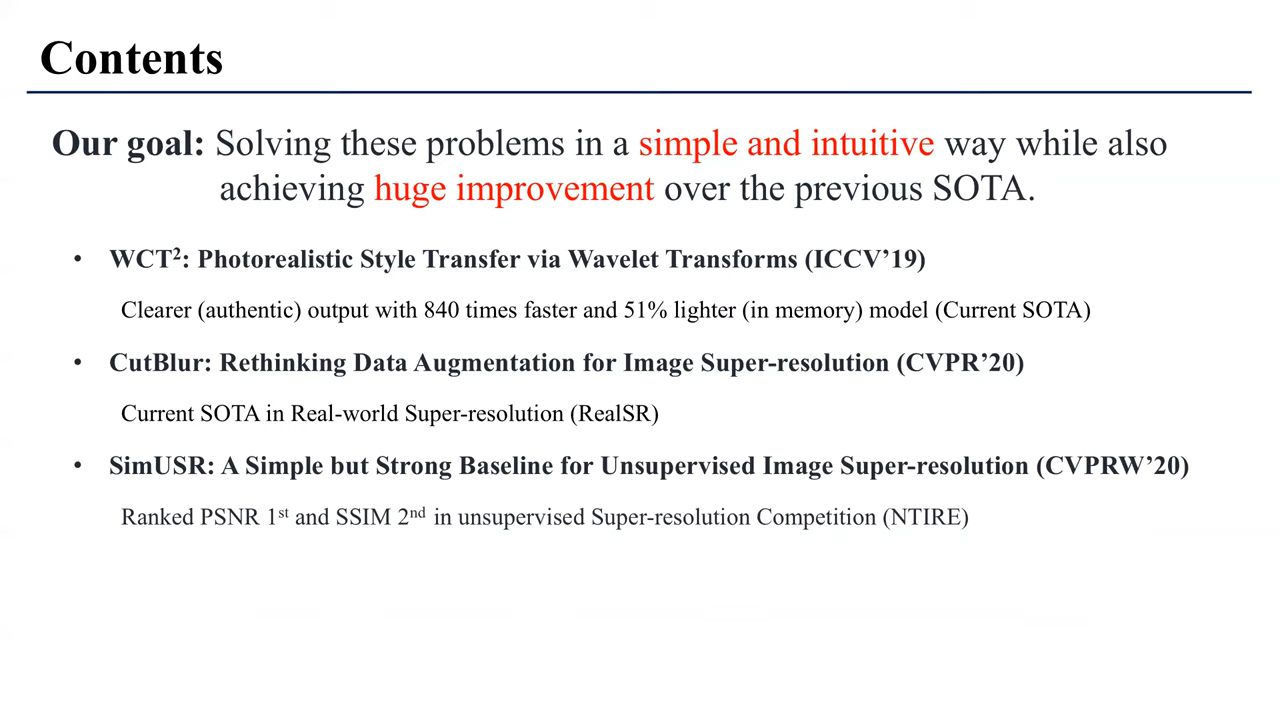 Contents
Our goal: Solving these problems in a simple and intuitive way while also
achieving huge improvement over the previous SOTA.
• WCT²: Photorealistic Style Transfer via Wavelet Transforms (ICCV’19)
Clearer (authentic) output with 840 times faster and 51% lighter (in memory) model (Current SOTA)
• CutBlur: Rethinking Data Augmentation for Image Super-resolution (CVPR’20)
Current SOTA in Real-world Super-resolution (RealSR)
• SimUSR: A Simple but Strong Baseline for Unsupervised Image Super-resolution (CVPRW’20)
Ranked PSNR 1st and SSIM 2nd in unsupervised Super-resolution Competition (NTIRE)